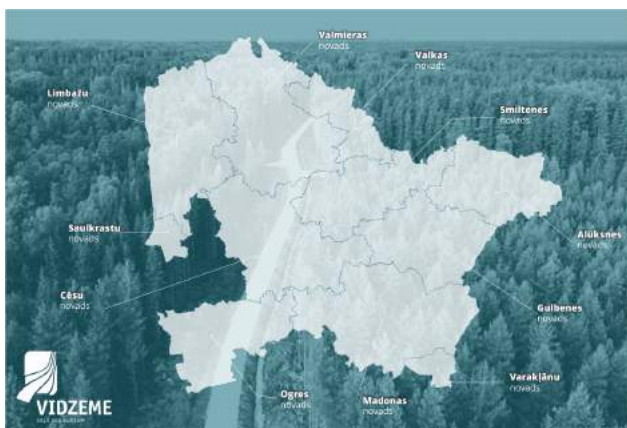 Valmieras
novads
Valkas
novads
Limbažu
novads
Smiltenes
novads
Saulkrastu
novads
Alūksnes
novads
Cēsu
novads
Gulbenes
novads
Varakļānu
novads
Ogres
novads
Madonas
novads
VIDZEME